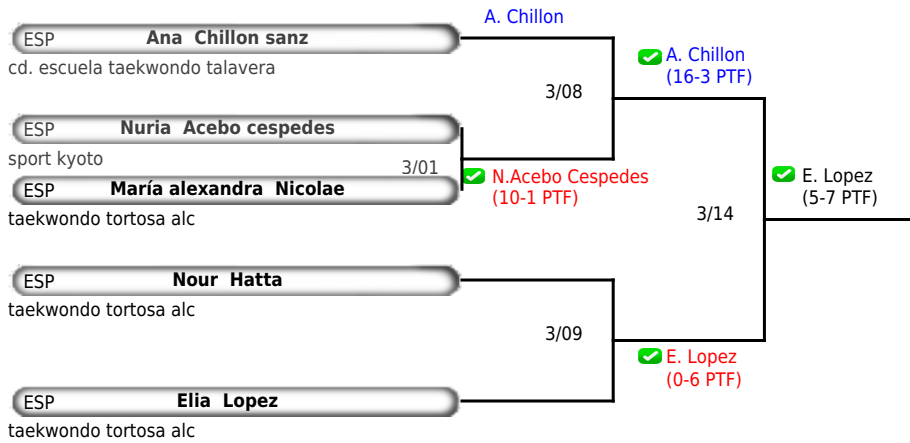 A. Chillon
ESP Ana Chillon sanz
cd. escuela taekwondo talavera
A. Chillon
(16-3 PTF)
3/08
ESP Nuria Acebo cespedes
sport kyoto
3/01
ESP María alexandra Nicolae
taekwondo tortosa alc
N.Acebo Cespedes
(10-1 PTF)
E. Lopez
(5-7 PTF)
3/14
ESP Nour Hatta
taekwondo tortosa alc
3/09
E. Lopez
(0-6 PTF)
ESP Elia Lopez
taekwondo tortosa alc